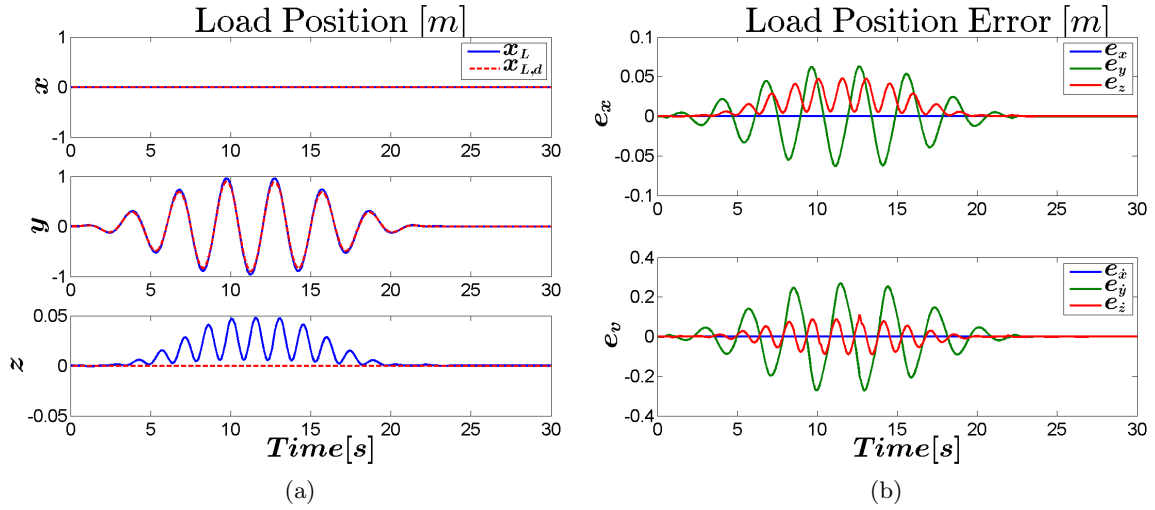 Load Position [m]
1
0
-1
x
x_L
x_{L,d}
0 5 10 15 20 25 30
1
0
-1
y
0 5 10 15 20 25 30
0.05
0
-0.05
z
0 5 10 15 20 25 30
Time[s]
(a)
Load Position Error [m]
0.1
0.05
0
-0.05
-0.1
e_x
e_x
e_y
e_z
0 5 10 15 20 25 30
0.4
0.2
0
-0.2
-0.4
e_v
e_ẋ
e_ẏ
e_ż
0 5 10 15 20 25 30
Time[s]
(b)